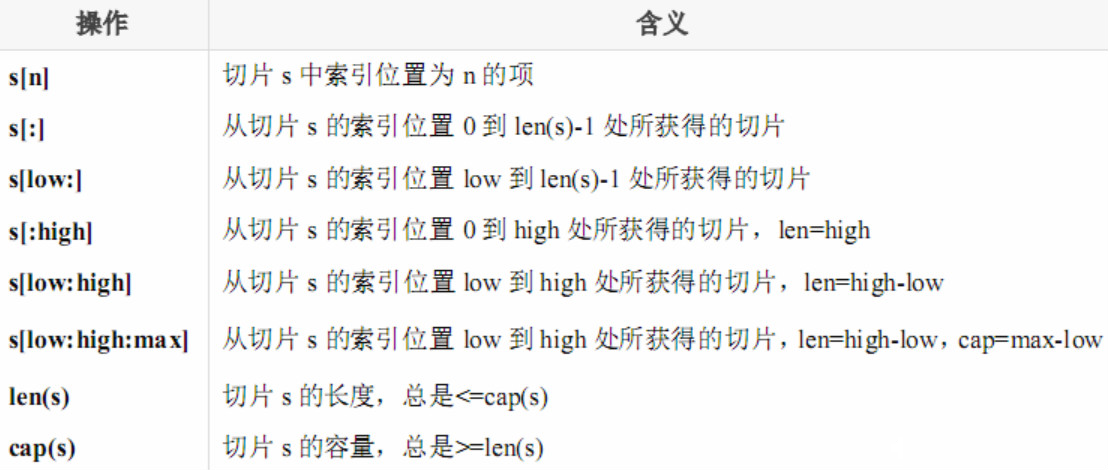 操作 含义
s[n] 切片 s 中索引位置为 n 的项
s[:] 从切片 s 的索引位置 0 到 len(s)-1 处所获得的切片
s[low:] 从切片 s 的索引位置 low 到 len(s)-1 处所获得的切片
s[:high] 从切片 s 的索引位置 0 到 high 处所获得的切片，len=high
s[low:high] 从切片 s 的索引位置 low 到 high 处所获得的切片，len=high-low
s[low:high:max] 从切片 s 的索引位置 low 到 high 处所获得的切片，len=high-low，cap=max-low
len(s) 切片 s 的长度，总是<=cap(s)
cap(s) 切片 s 的容量，总是>=len(s)